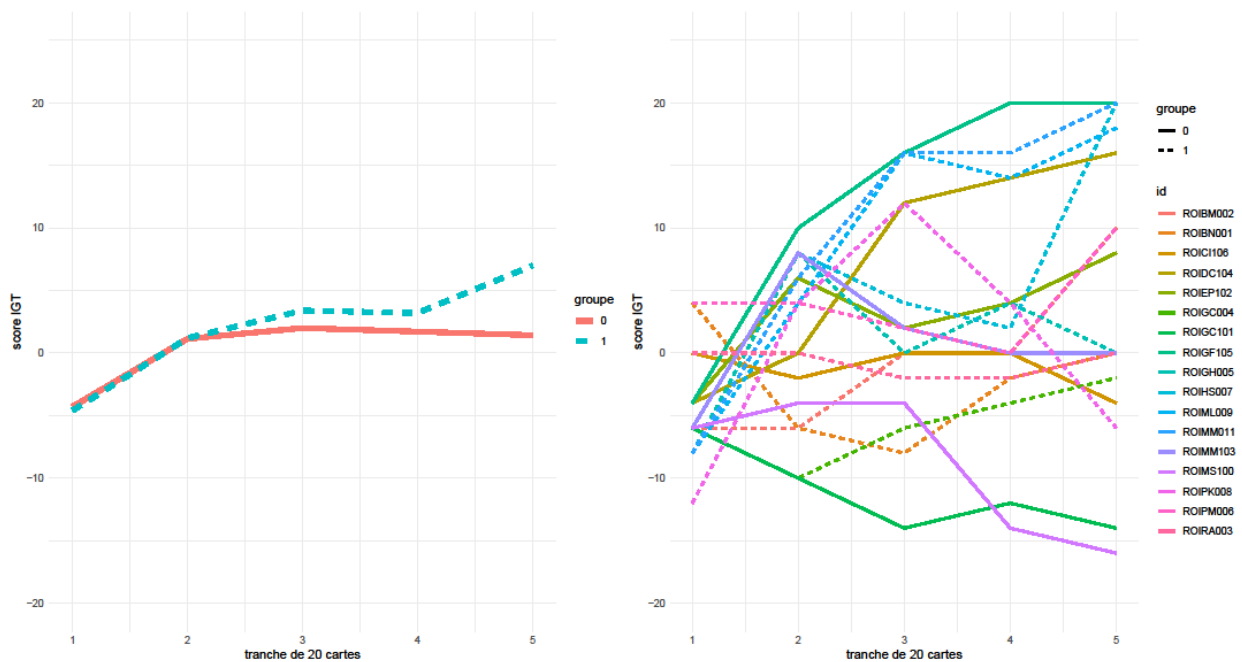 score IGT
20
10
0
−10
−20
1
2
3
4
5
tranche de 20 cartes
groupe
0
1
score IGT
20
10
0
−10
−20
1
2
3
4
5
tranche de 20 cartes
groupe
0
1
id
ROIBM002
ROIBN001
ROICI106
ROIDC104
ROIEP102
ROIGC004
ROIGC101
ROIGF105
ROIGH005
ROIHS007
ROIML009
ROIMM011
ROIMM103
ROIMS100
ROIPK008
ROIPM006
ROIRA003